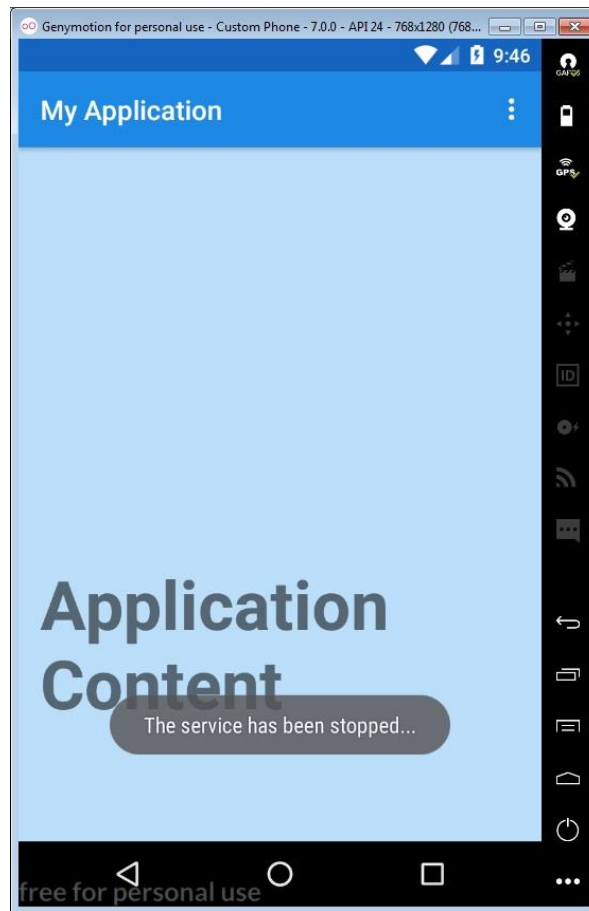 Genymotion for personal use - Custom Phone - 7.0.0 - API 24 - 768x1280 (768...
9:46
My Application
GAPPS
GPS
ID
Application
Content
The service has been stopped...
free for personal use